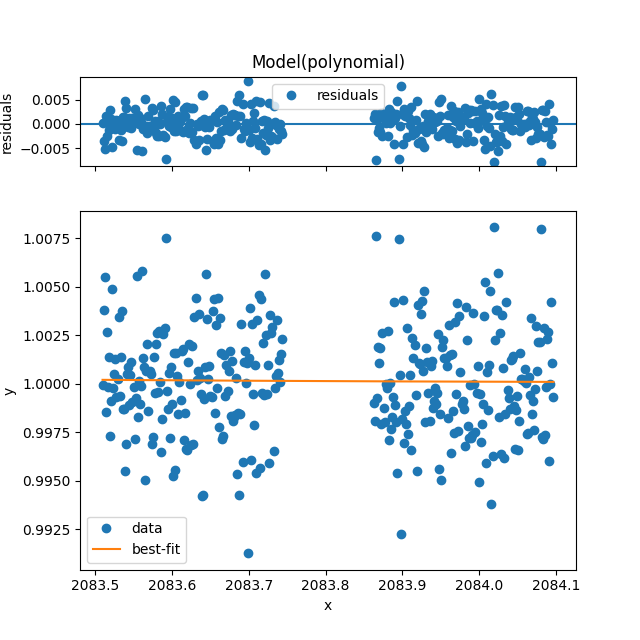 Model(polynomial)
residuals
0.005
0.000
−0.005
residuals
y
1.0075
1.0050
1.0025
1.0000
0.9975
0.9950
0.9925
data
best-fit
2083.5 2083.6 2083.7 2083.8 2083.9 2084.0 2084.1
x